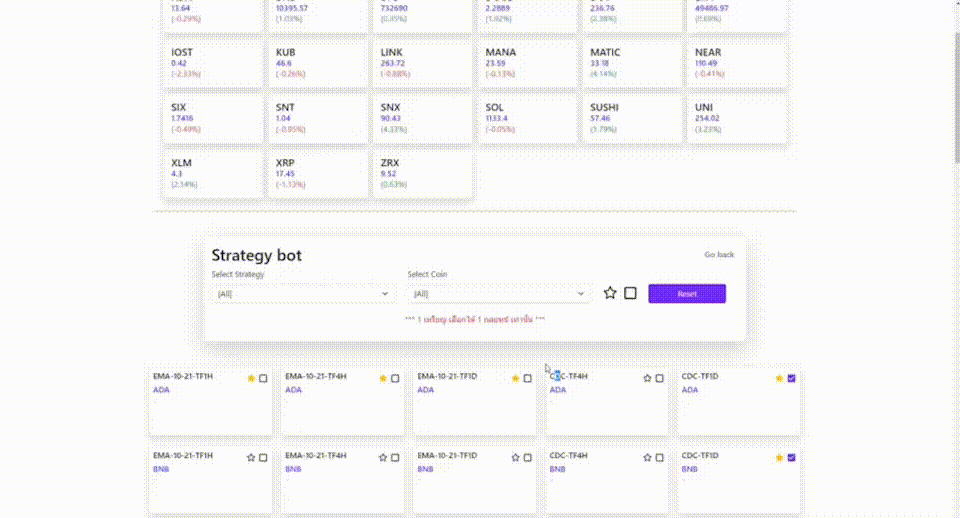 13.64
10395.57
732690
2.2889
236.76
49486.97
(-0.29%)
(1.03%)
(1.92%)
IOST KUB LINK MANA MATIC NEAR
0.42 46.6 263.72 23.59 33.18 110.49
(-2.33%) (-0.26%) (-0.88%) (-0.13%) (4.14%) (-0.41%)
SIX SNT SNX SOL SUSHI UNI
1.7416 1.04 90.43 1133.4 57.46 254.02
(-0.49%) (-0.95%) (4.33%) (-0.05%) (1.79%) (3.23%)
XLM XRP ZRX
4.3 17.45 9.52
(2.14%) (-1.13%) (0.63%)
Strategy bot
Go back
Select Strategy
Select Coin
[All]
[All]
Reset
*** 1 เหรียญ เลือกได้ 1 กลยุทธ์ เท่านั้น ***
EMA-10-21-TF1H EMA-10-21-TF4H EMA-10-21-TF1D CDC-TF4H CDC-TF1D
ADA ADA ADA ADA ADA
EMA-10-21-TF1H EMA-10-21-TF4H EMA-10-21-TF1D CDC-TF4H CDC-TF1D
BNB BNB BNB BNB BNB